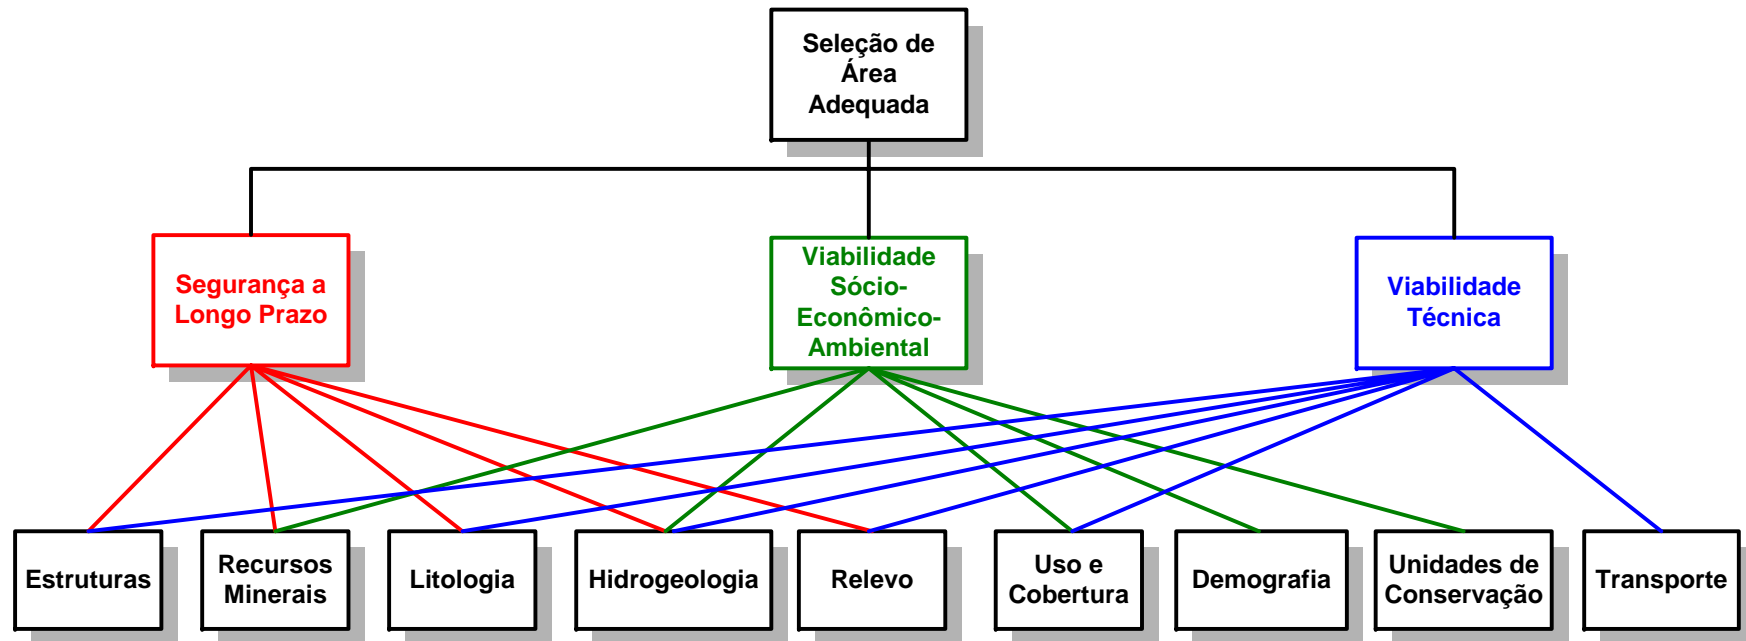 Seleção de
Área
Adequada
Segurança a
Longo Prazo
Viabilidade
Sócio-
Econômico-
Ambiental
Viabilidade
Técnica
Estruturas
Recursos
Minerais
Litologia
Hidrogeologia
Relevo
Uso e
Cobertura
Demografia
Unidades de
Conservação
Transporte